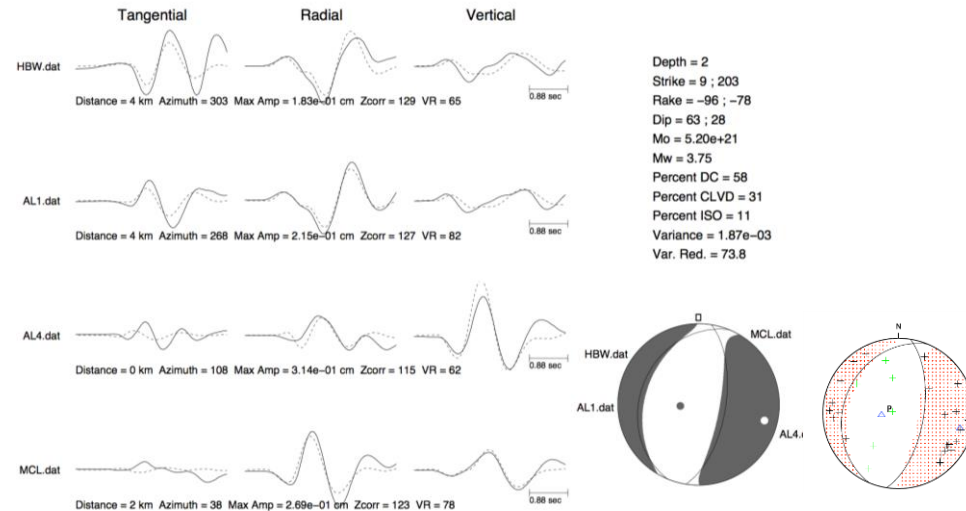 Tangential Radial Vertical
HBW.dat
0.88 sec
Distance = 4 km Azimuth = 303 Max Amp = 1.83e−01 cm Zcorr = 129 VR = 65
AL1.dat
0.88 sec
Distance = 4 km Azimuth = 268 Max Amp = 2.15e−01 cm Zcorr = 127 VR = 82
AL4.dat
0.88 sec
Distance = 0 km Azimuth = 108 Max Amp = 3.14e−01 cm Zcorr = 115 VR = 62
MCL.dat
0.88 sec
Distance = 2 km Azimuth = 38 Max Amp = 2.69e−01 cm Zcorr = 123 VR = 78
Depth = 2
Strike = 9 ; 203
Rake = −96 ; −78
Dip = 63 ; 28
Mo = 5.20e+21
Mw = 3.75
Percent DC = 58
Percent CLVD = 31
Percent ISO = 11
Variance = 1.87e−03
Var. Red. = 73.8
MCL.dat
HBW.dat
AL1.dat
AL4.
N
P